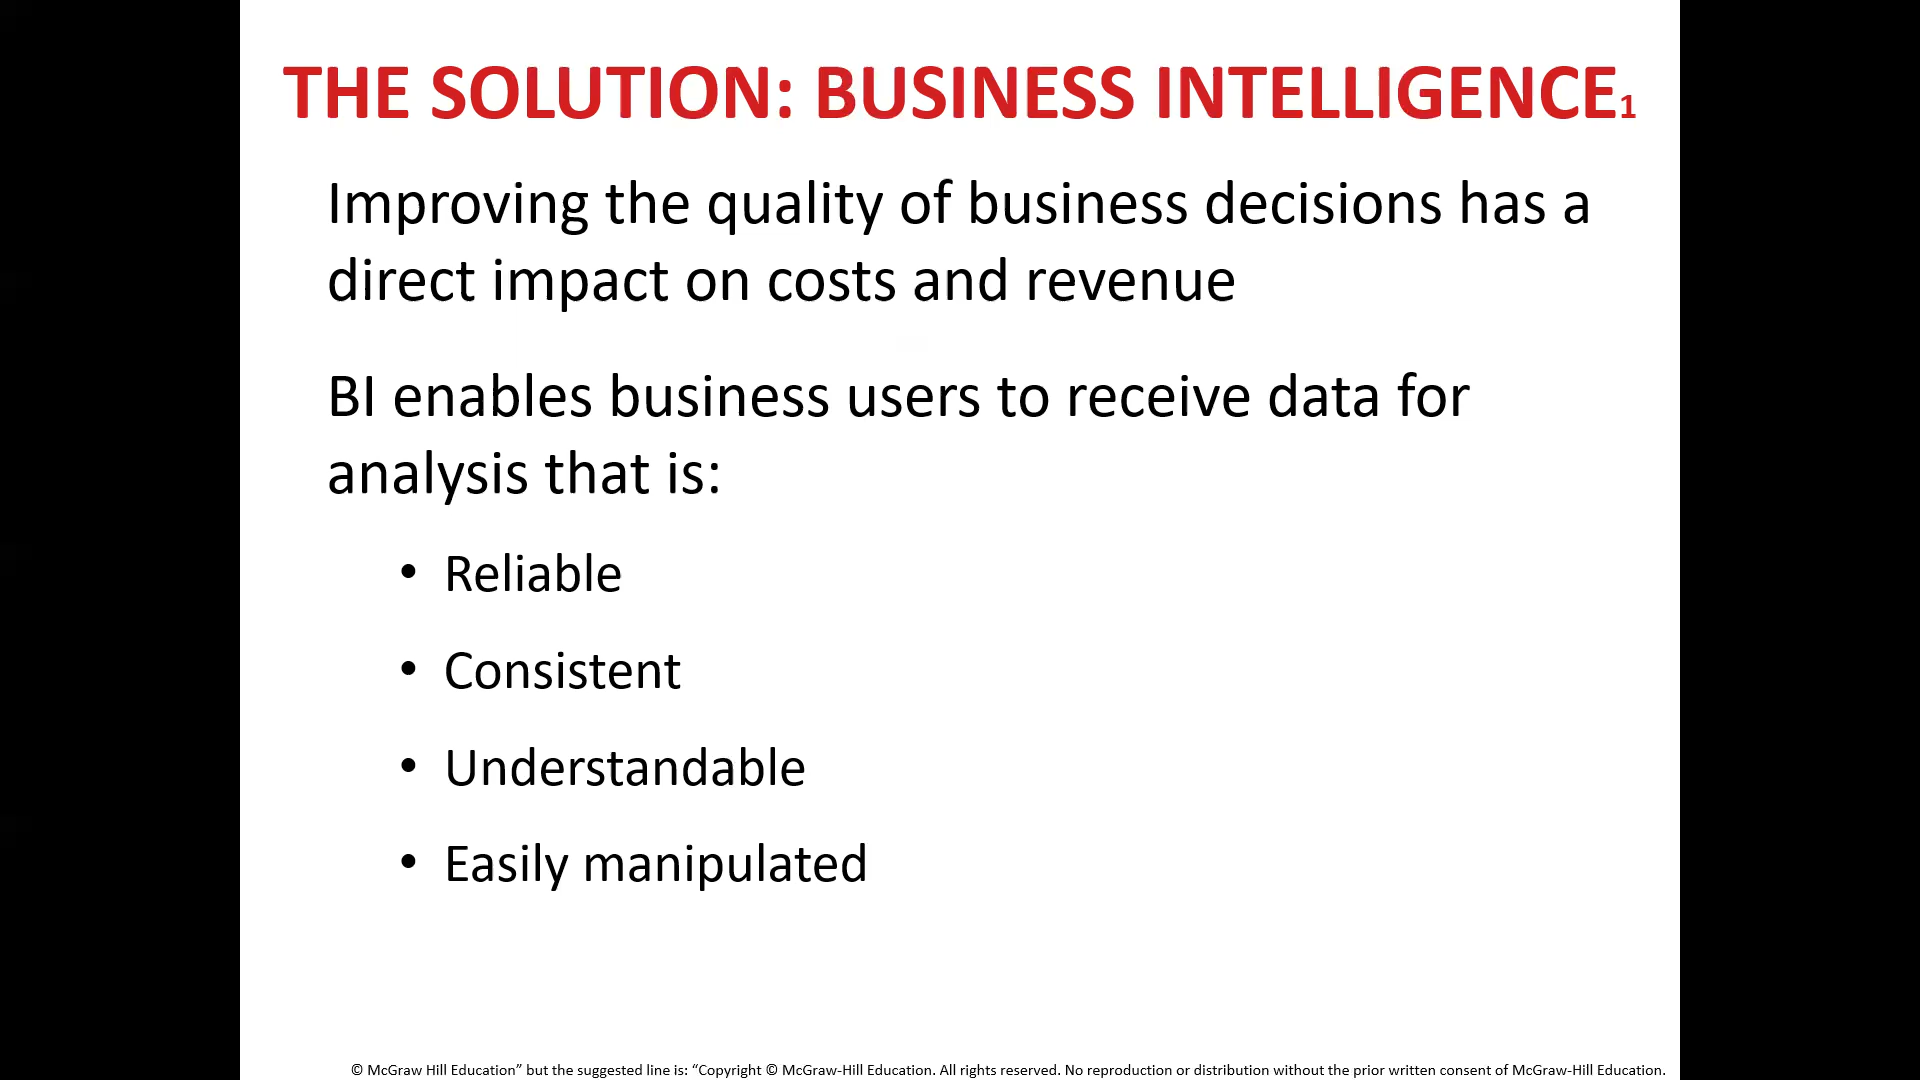 THE SOLUTION: BUSINESS INTELLIGENCE1
Improving the quality of business decisions has a
direct impact on costs and revenue
BI enables business users to receive data for
analysis that is:
• Reliable
• Consistent
• Understandable
• Easily manipulated
© McGraw Hill Education” but the suggested line is: “Copyright © McGraw-Hill Education. All rights reserved. No reproduction or distribution without the prior written consent of McGraw-Hill Education.